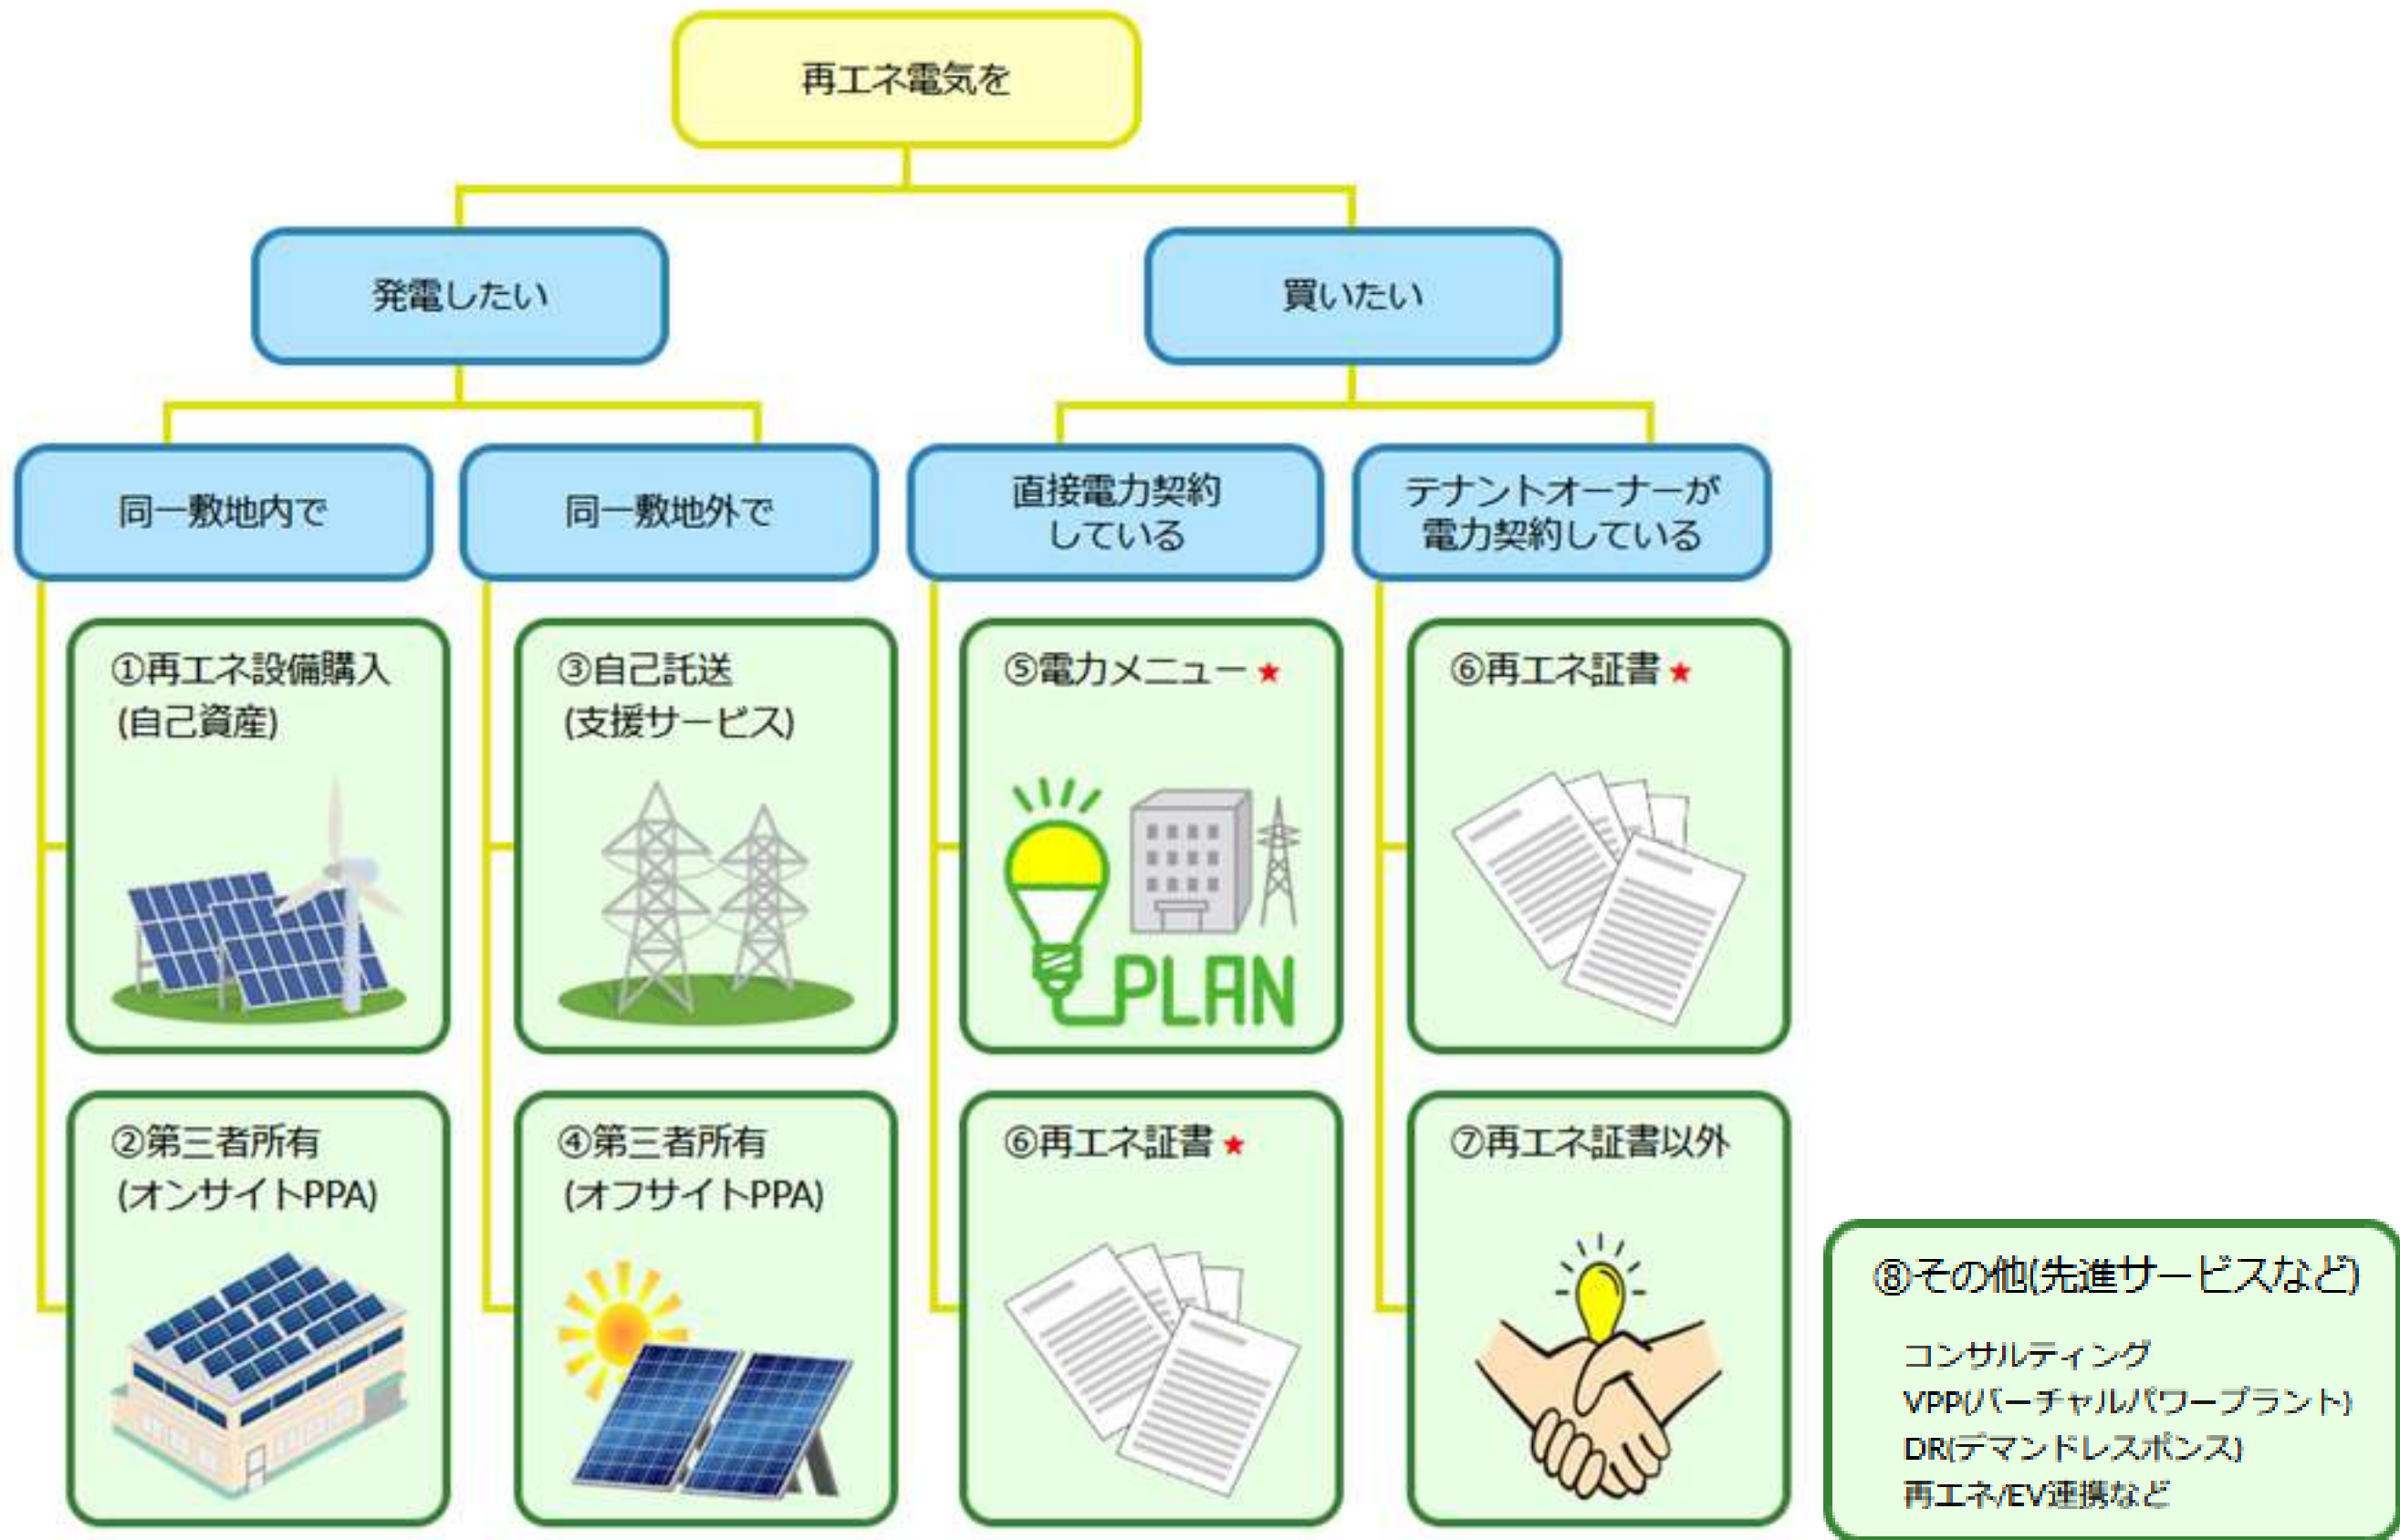 再エネ電気を
発電したい
買いたい
同一敷地内で
同一敷地外で
直接電力契約
している
テナントオーナーが
電力契約している
①再エネ設備購入
(自己資産)
③自己託送
(支援サービス)
⑤電力メニュー★
PLAN
⑥再エネ証書★
②第三者所有
(オンサイトPPA)
④第三者所有
(オフサイトPPA)
⑥再エネ証書★
⑦再エネ証書以外
⑧その他(先進サービスなど)
コンサルティング
VPP(バーチャルパワープラント)
DR(デマンドレスポンス)
再エネ/EV連携など